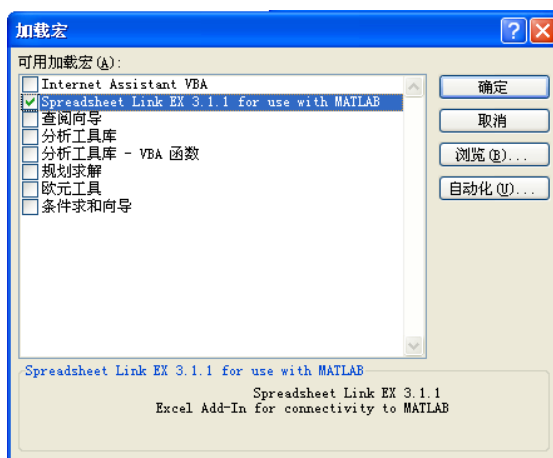 加载宏
可用加载宏(A):
Internet Assistant VBA
Spreadsheet Link EX 3.1.1 for use with MATLAB
查阅向导
分析工具库
分析工具库 - VBA 函数
规划求解
欧元工具
条件求和向导
确定
取消
浏览(B)...
自动化(U)...
Spreadsheet Link EX 3.1.1 for use with MATLAB
Spreadsheet Link EX 3.1.1
Excel Add-In for connectivity to MATLAB